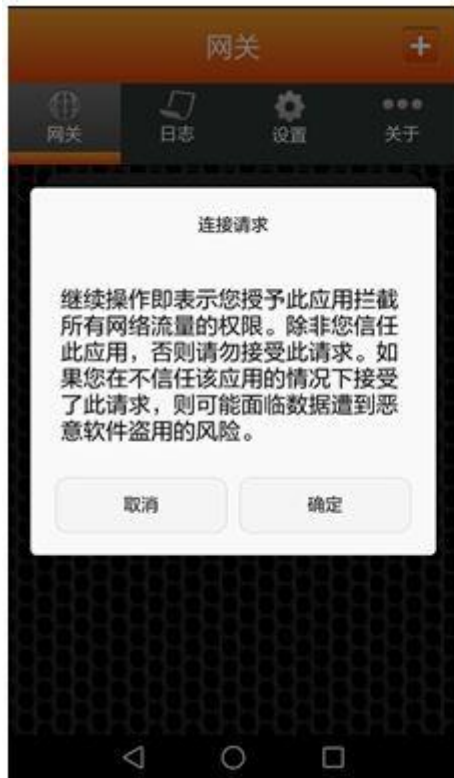 网关
网关 日志 设置 关于
连接请求
继续操作即表示您授予此应用拦截
所有网络流量的权限。除非您信任
此应用，否则请勿接受此请求。如
果您在不信任该应用的情况下接受
了此请求，则可能面临数据遭到恶
意软件盗用的风险。
取消 确定